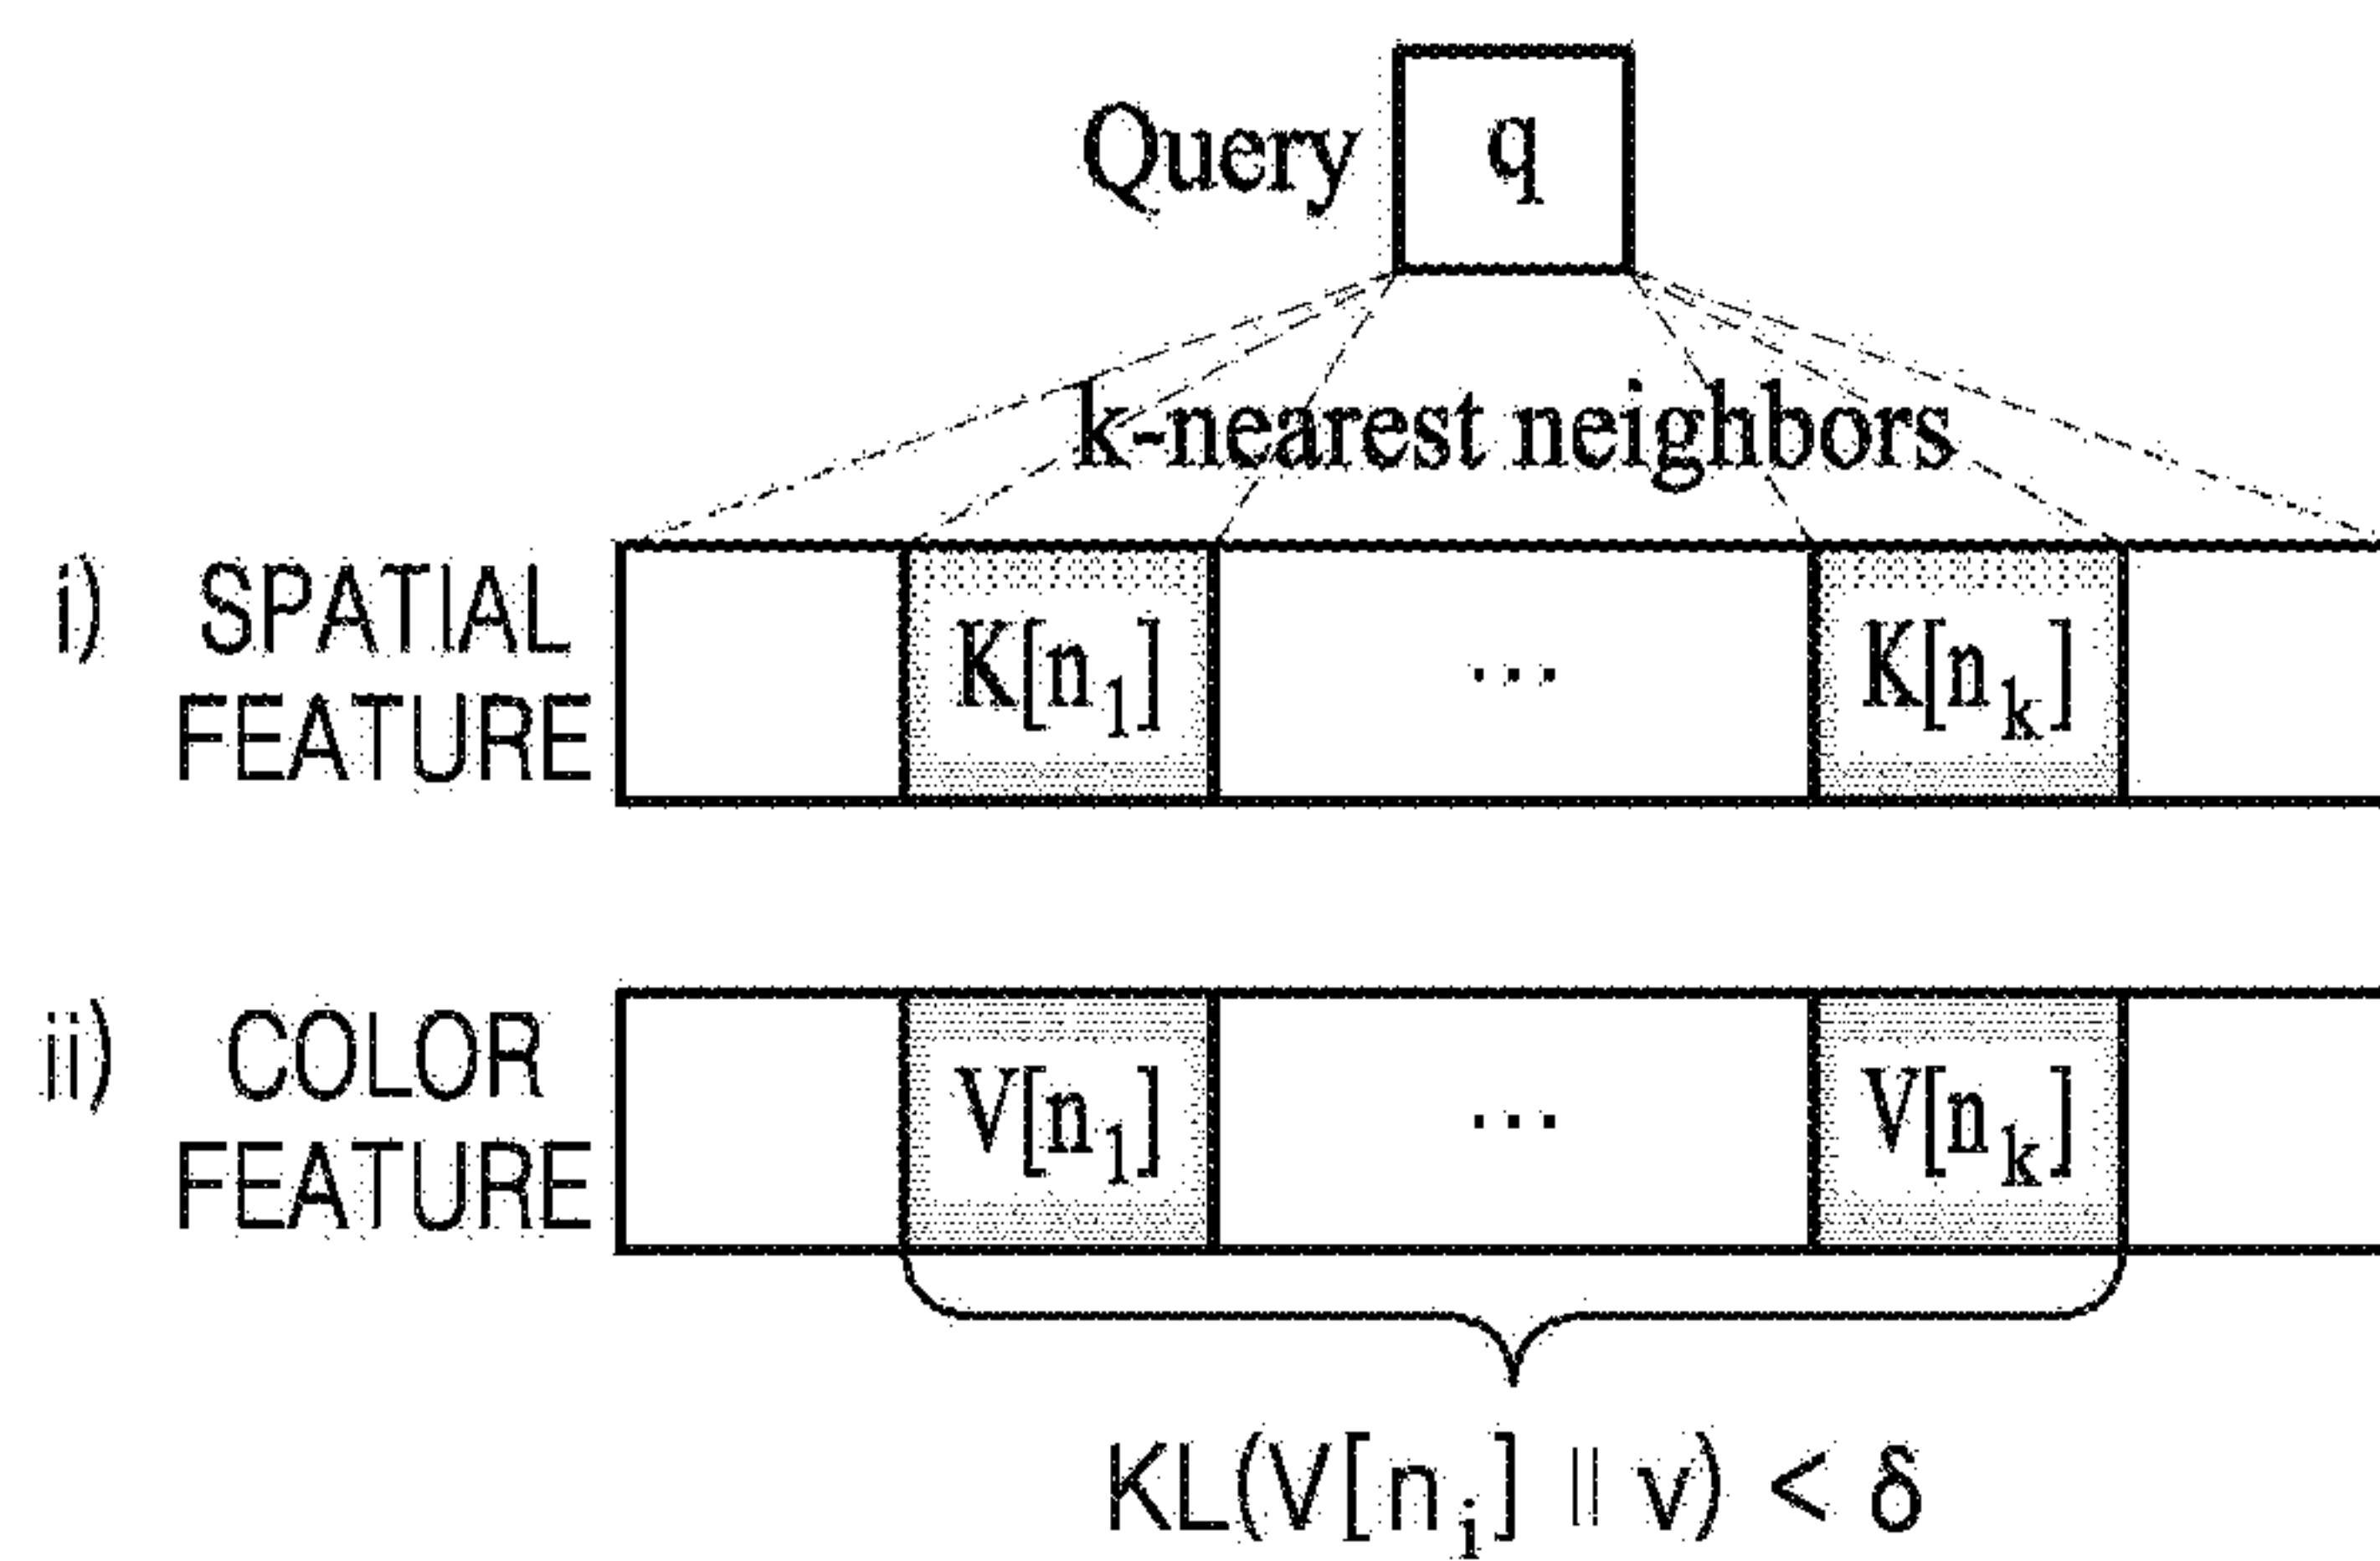 Query q
k-nearest neighbors
i) SPATIAL FEATURE
K[n₁] ... K[nₖ]
ii) COLOR FEATURE
V[n₁] ... V[nₖ]
KL(V[nᵢ] || v) < δ